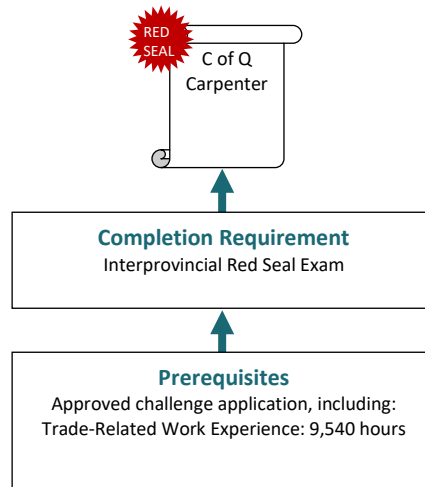 RED
SEAL
C of Q
Carpenter
Completion Requirement
Interprovincial Red Seal Exam
Prerequisites
Approved challenge application, including:
Trade-Related Work Experience: 9,540 hours